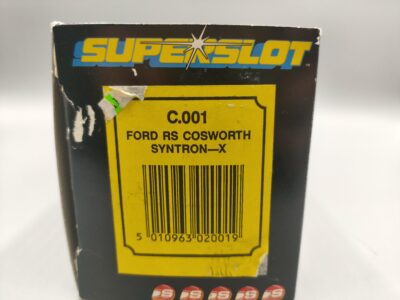 SUPERSLOT
C.001
FORD RS COSWORTH
SYNTRON—X
5 010963 020019
S S S S S